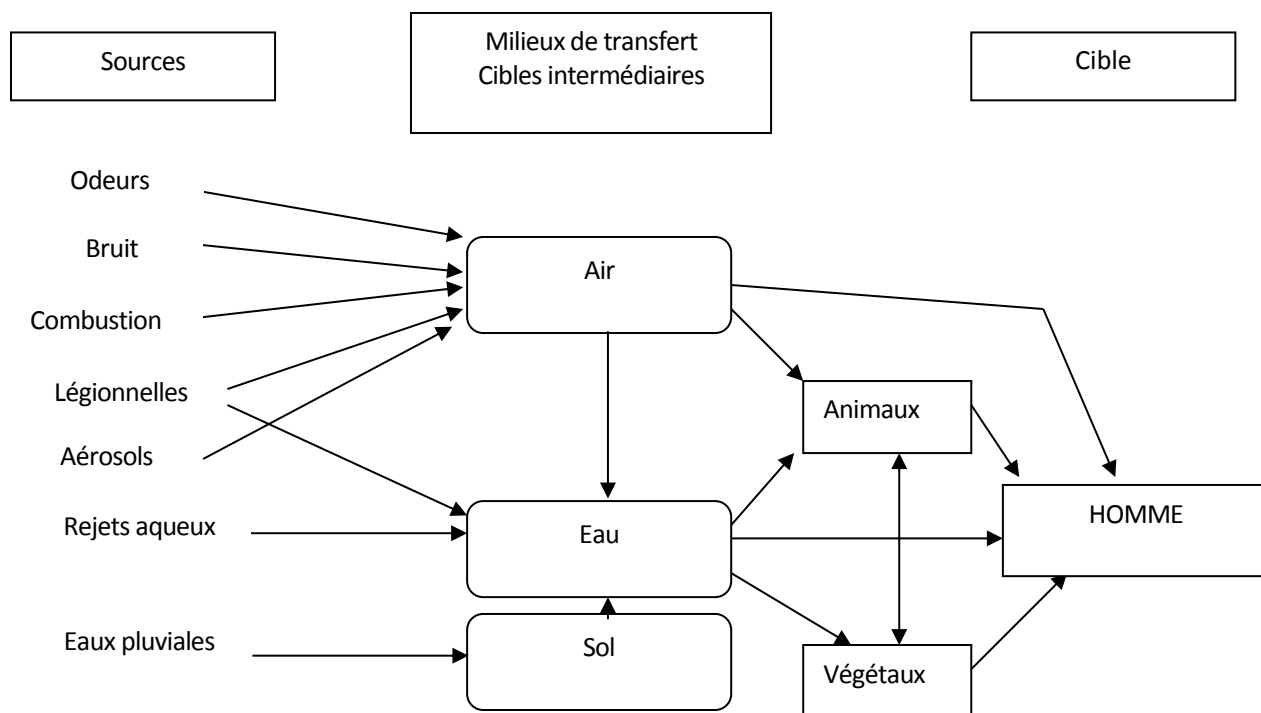 Sources
Milieux de transfert
Cibles intermédiaires
Cible
Odeurs
Bruit
Combustion
Légionnelles
Aérosols
Rejets aqueux
Eaux pluviales
Air
Eau
Sol
Animaux
Végétaux
HOMME